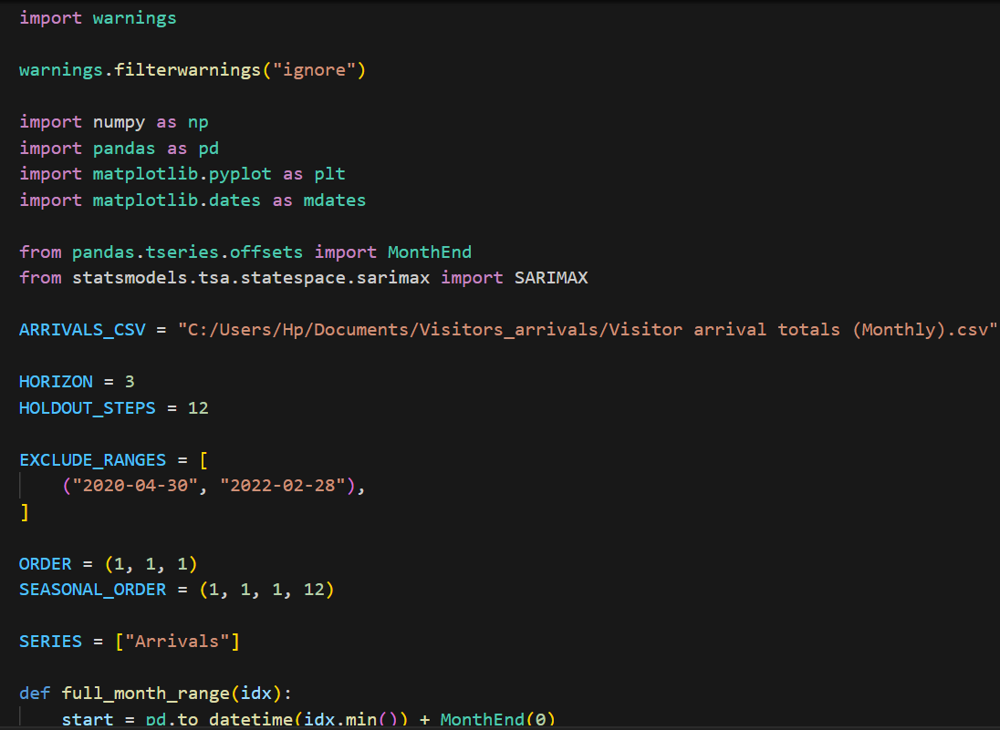 import warnings
warnings.filterwarnings("ignore")
import numpy as np
import pandas as pd
import matplotlib.pyplot as plt
import matplotlib.dates as mdates
from pandas.tseries.offsets import MonthEnd
from statsmodels.tsa.statespace.sarimax import SARIMAX
ARRIVALS_CSV = "C:/Users/Hp/Documents/Visitors_arrivals/Visitor arrival totals (Monthly).csv"
HORIZON = 3
HOLDOUT_STEPS = 12
EXCLUDE_RANGES = [
    ("2020-04-30", "2022-02-28"),
]
ORDER = (1, 1, 1)
SEASONAL_ORDER = (1, 1, 1, 12)
SERIES = ["Arrivals"]
def full_month_range(idx):
    start = pd.to_datetime(idx.min()) + MonthEnd(0)